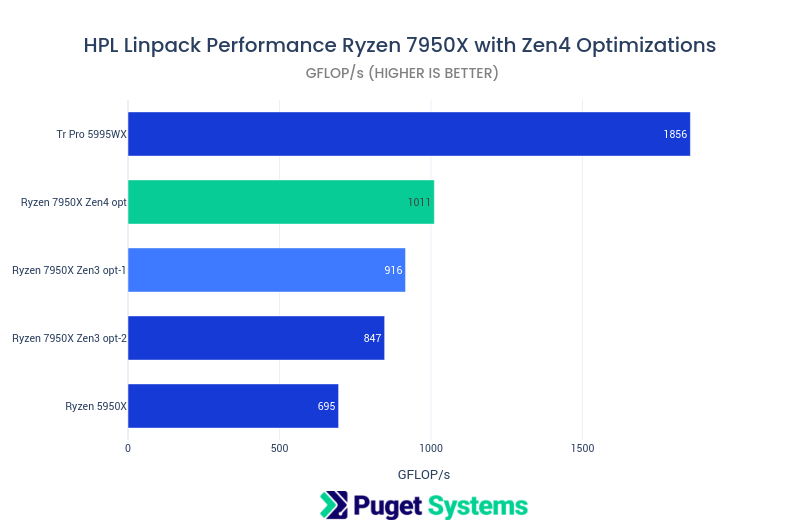 HPL Linpack Performance Ryzen 7950X with Zen4 Optimizations
GFLOP/s (HIGHER IS BETTER)
Tr Pro 5995WX 1856
Ryzen 7950X Zen4 opt 1011
Ryzen 7950X Zen3 opt-1 916
Ryzen 7950X Zen3 opt-2 847
Ryzen 5950X 695
0 500 1000 1500
GFLOP/s
Puget Systems